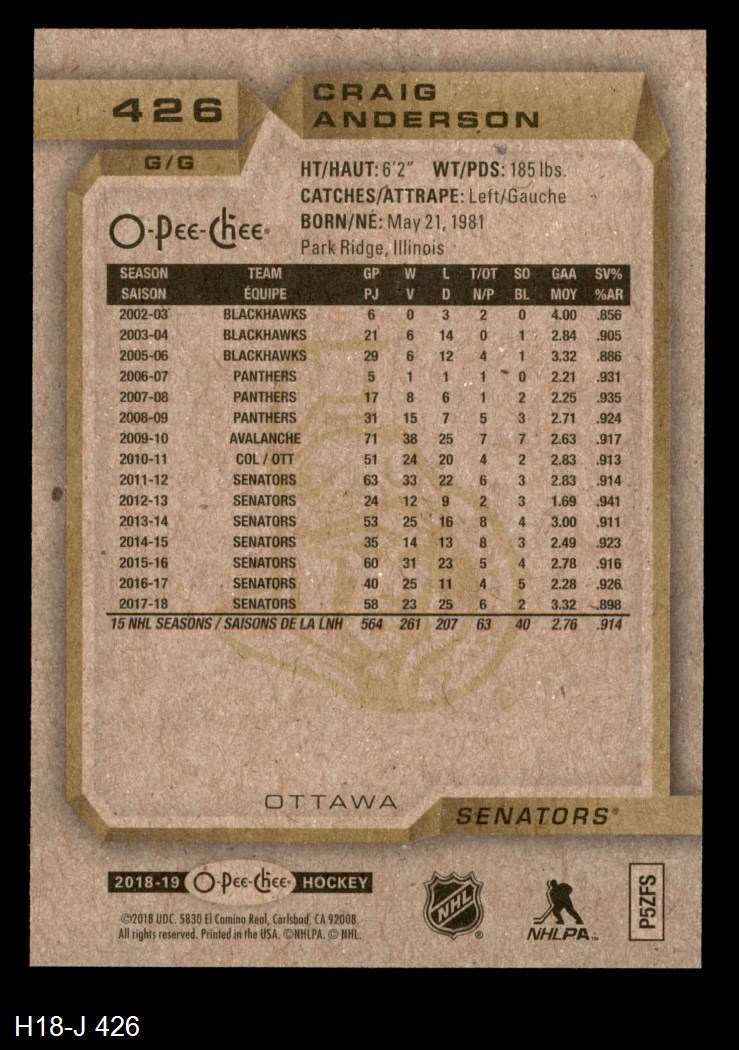 426
CRAIG
ANDERSON
G/G
HT/HAUT: 6'2" WT/PDS: 185 lbs.
CATCHES/ATTRAPE: Left/Gauche
BORN/NÉ: May 21, 1981
Park Ridge, Illinois
O-Pee-Chee®
SEASON TEAM GP W L T/OT SO GAA SV%
SAISON ÉQUIPE PJ V D N/P BL MOY %AR
2002-03 BLACKHAWKS 6 0 3 2 0 4.00 .856
2003-04 BLACKHAWKS 21 6 14 0 1 2.84 .905
2005-06 BLACKHAWKS 29 6 12 4 1 3.32 .886
2006-07 PANTHERS 5 1 1 1 0 2.21 .931
2007-08 PANTHERS 17 8 6 1 2 2.25 .935
2008-09 PANTHERS 31 15 7 5 3 2.71 .924
2009-10 AVALANCHE 71 38 25 7 7 2.63 .917
2010-11 COL / OTT 51 24 20 4 2 2.83 .913
2011-12 SENATORS 63 33 22 6 3 2.83 .914
2012-13 SENATORS 24 12 9 2 3 1.69 .941
2013-14 SENATORS 53 25 16 8 4 3.00 .911
2014-15 SENATORS 35 14 13 8 3 2.49 .923
2015-16 SENATORS 60 31 23 5 4 2.78 .916
2016-17 SENATORS 40 25 11 4 5 2.28 .926
2017-18 SENATORS 58 23 25 6 2 3.32 .898
15 NHL SEASONS / SAISONS DE LA LNH 564 261 207 63 40 2.76 .914
OTTAWA
SENATORS®
2018-19 O-Pee-Chee® HOCKEY
©2018 UDC. 5830 El Camino Real, Carlsbad, CA 92008.
All rights reserved. Printed in the USA. ©NHLPA. © NHL.
NHL®
NHLPA™
P5ZFS
H18-J 426